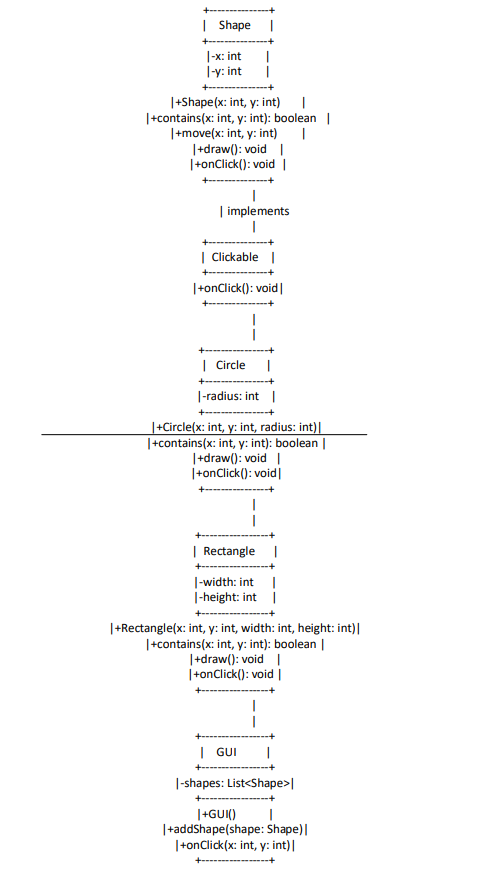 +---------------+
| Shape |
+---------------+
|-x: int |
|-y: int |
+---------------+
|+Shape(x: int, y: int) |
|+contains(x: int, y: int): boolean |
|+move(x: int, y: int) |
|+draw(): void |
|+onClick(): void |
+---------------+
|
| implements
|
+---------------+
| Clickable |
+---------------+
|+onClick(): void|
+---------------+
|
|
+----------------+
| Circle |
+----------------+
|-radius: int |
+----------------+
|+Circle(x: int, y: int, radius: int)|
|+contains(x: int, y: int): boolean |
|+draw(): void |
|+onClick(): void|
+----------------+
|
|
+-----------------+
| Rectangle |
+-----------------+
|-width: int |
|-height: int |
+-----------------+
|+Rectangle(x: int, y: int, width: int, height: int)|
|+contains(x: int, y: int): boolean |
|+draw(): void |
|+onClick(): void |
+-----------------+
|
|
+-----------------+
| GUI |
+-----------------+
|-shapes: List<Shape>|
+-----------------+
|+GUI() |
|+addShape(shape: Shape)|
|+onClick(x: int, y: int)|
+-----------------+